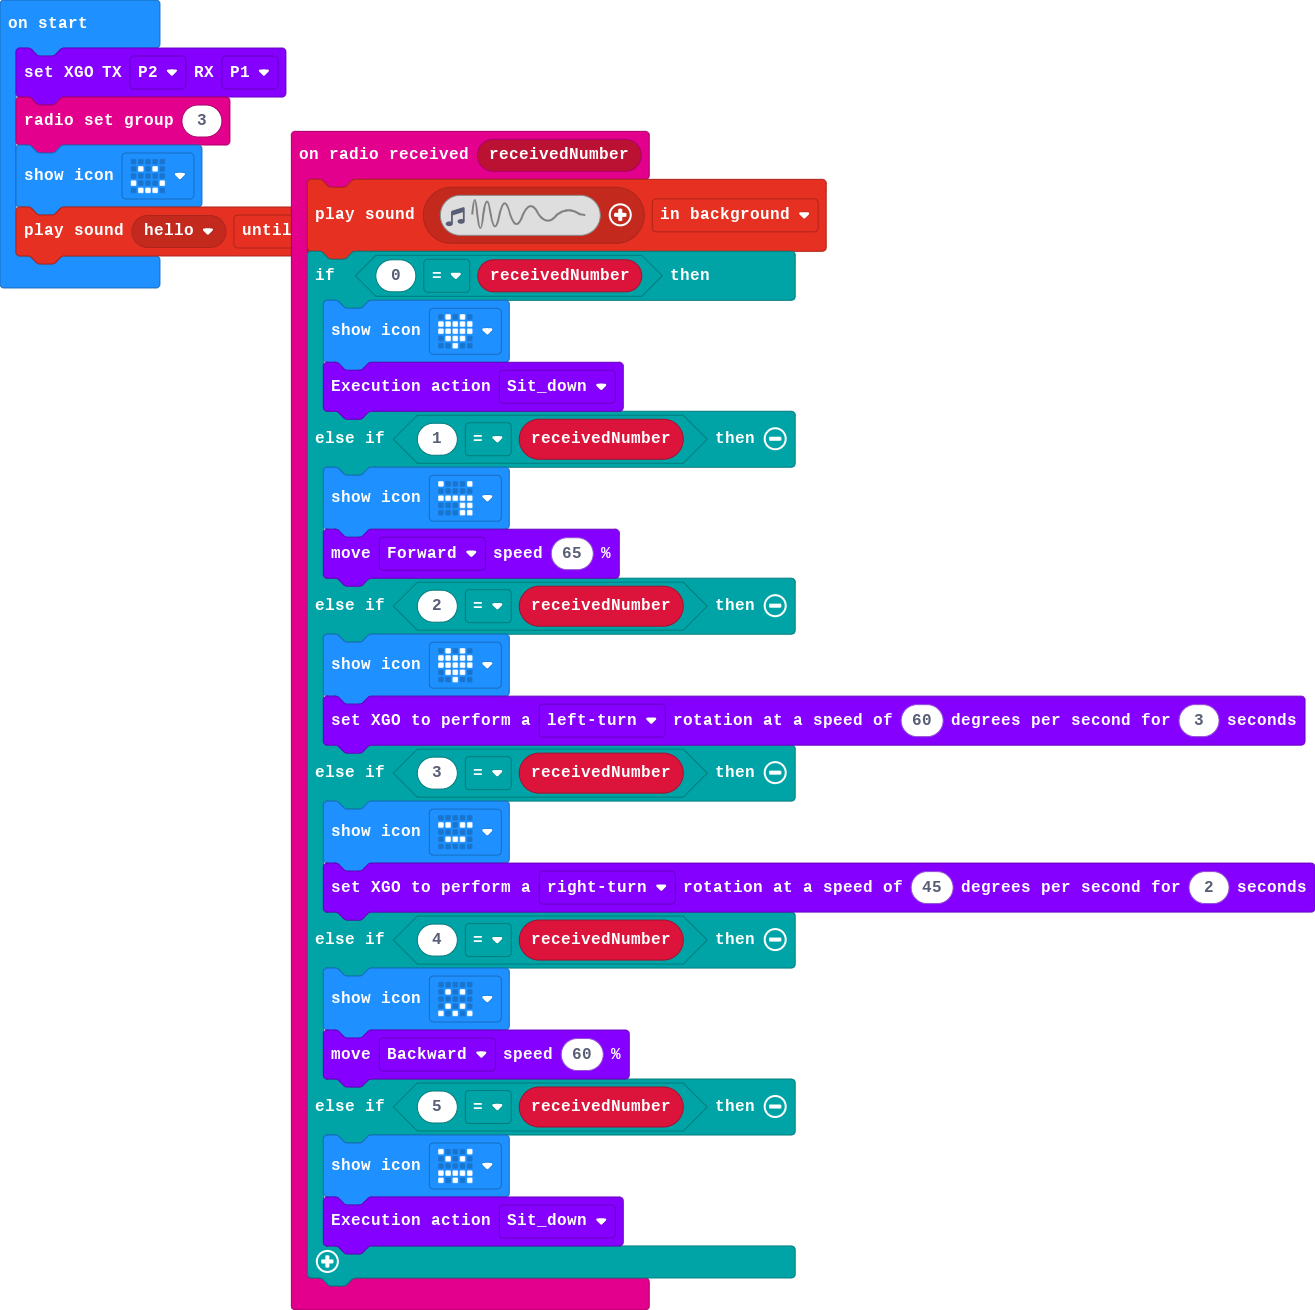 on start
set XGO TX P2 RX P1
radio set group 3
show icon
play sound hello until
on radio received receivedNumber
play sound in background
if 0 = receivedNumber then
show icon
Execution action Sit_down
else if 1 = receivedNumber then
show icon
move Forward speed 65 %
else if 2 = receivedNumber then
show icon
set XGO to perform a left-turn rotation at a speed of 60 degrees per second for 3 seconds
else if 3 = receivedNumber then
show icon
set XGO to perform a right-turn rotation at a speed of 45 degrees per second for 2 seconds
else if 4 = receivedNumber then
show icon
move Backward speed 60 %
else if 5 = receivedNumber then
show icon
Execution action Sit_down